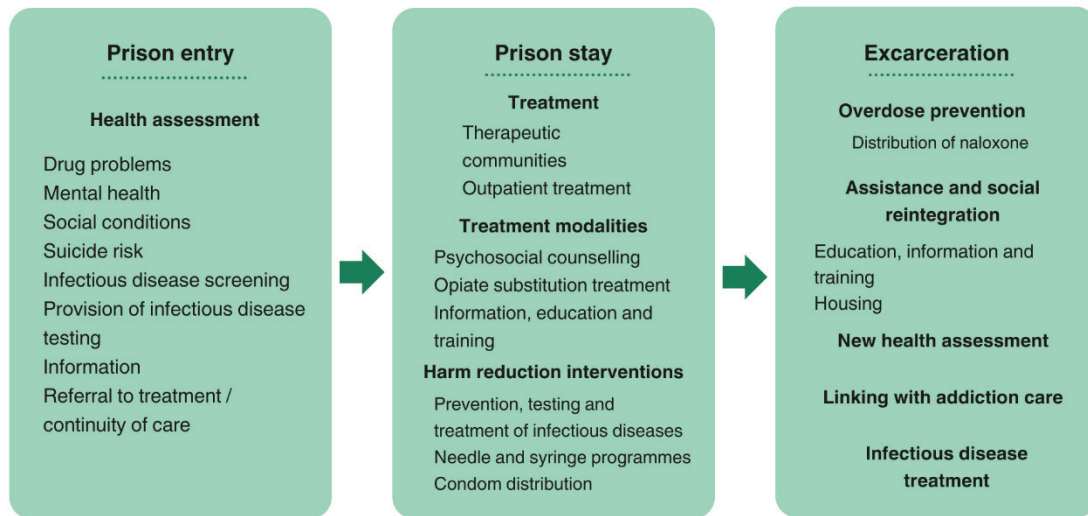 Prison entry
Health assessment
Drug problems
Mental health
Social conditions
Suicide risk
Infectious disease screening
Provision of infectious disease
testing
Information
Referral to treatment /
continuity of care
Prison stay
Treatment
Therapeutic
communities
Outpatient treatment
Treatment modalities
Psychosocial counselling
Opiate substitution treatment
Information, education and
training
Harm reduction interventions
Prevention, testing and
treatment of infectious diseases
Needle and syringe programmes
Condom distribution
Excarceration
Overdose prevention
Distribution of naloxone
Assistance and social
reintegration
Education, information and
training
Housing
New health assessment
Linking with addiction care
Infectious disease
treatment